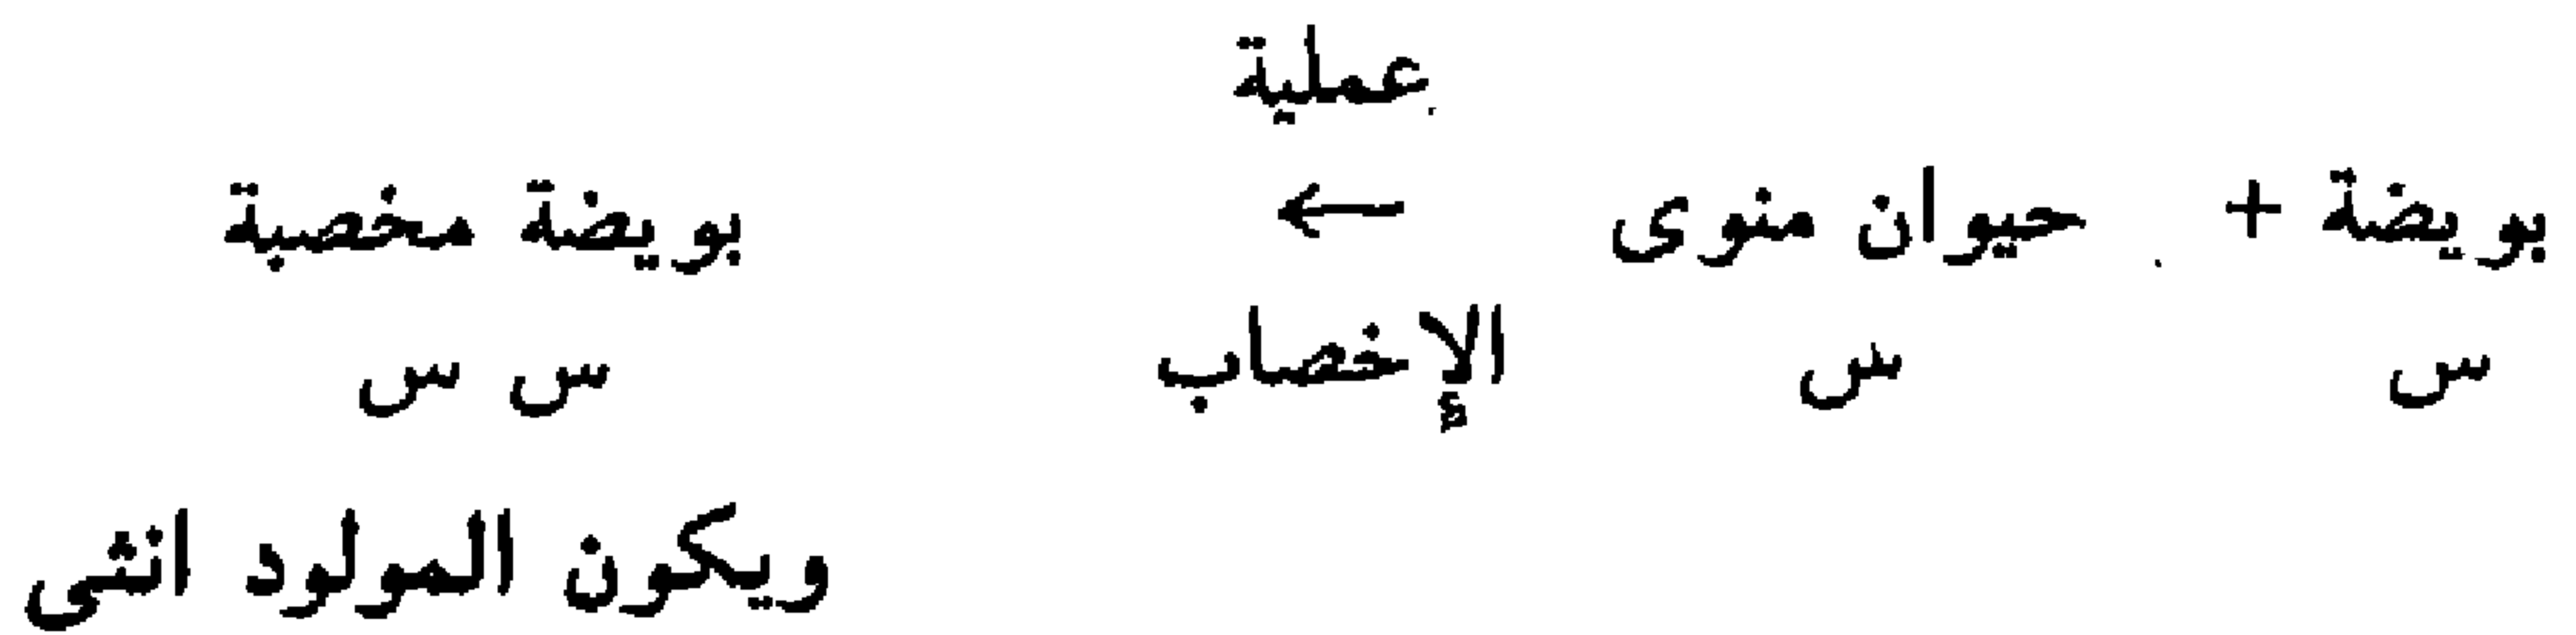 عملية
بويضة + حيوان منوى ← بويضة مخصبة
س س الإخصاب س س
ويكون المولود انثى